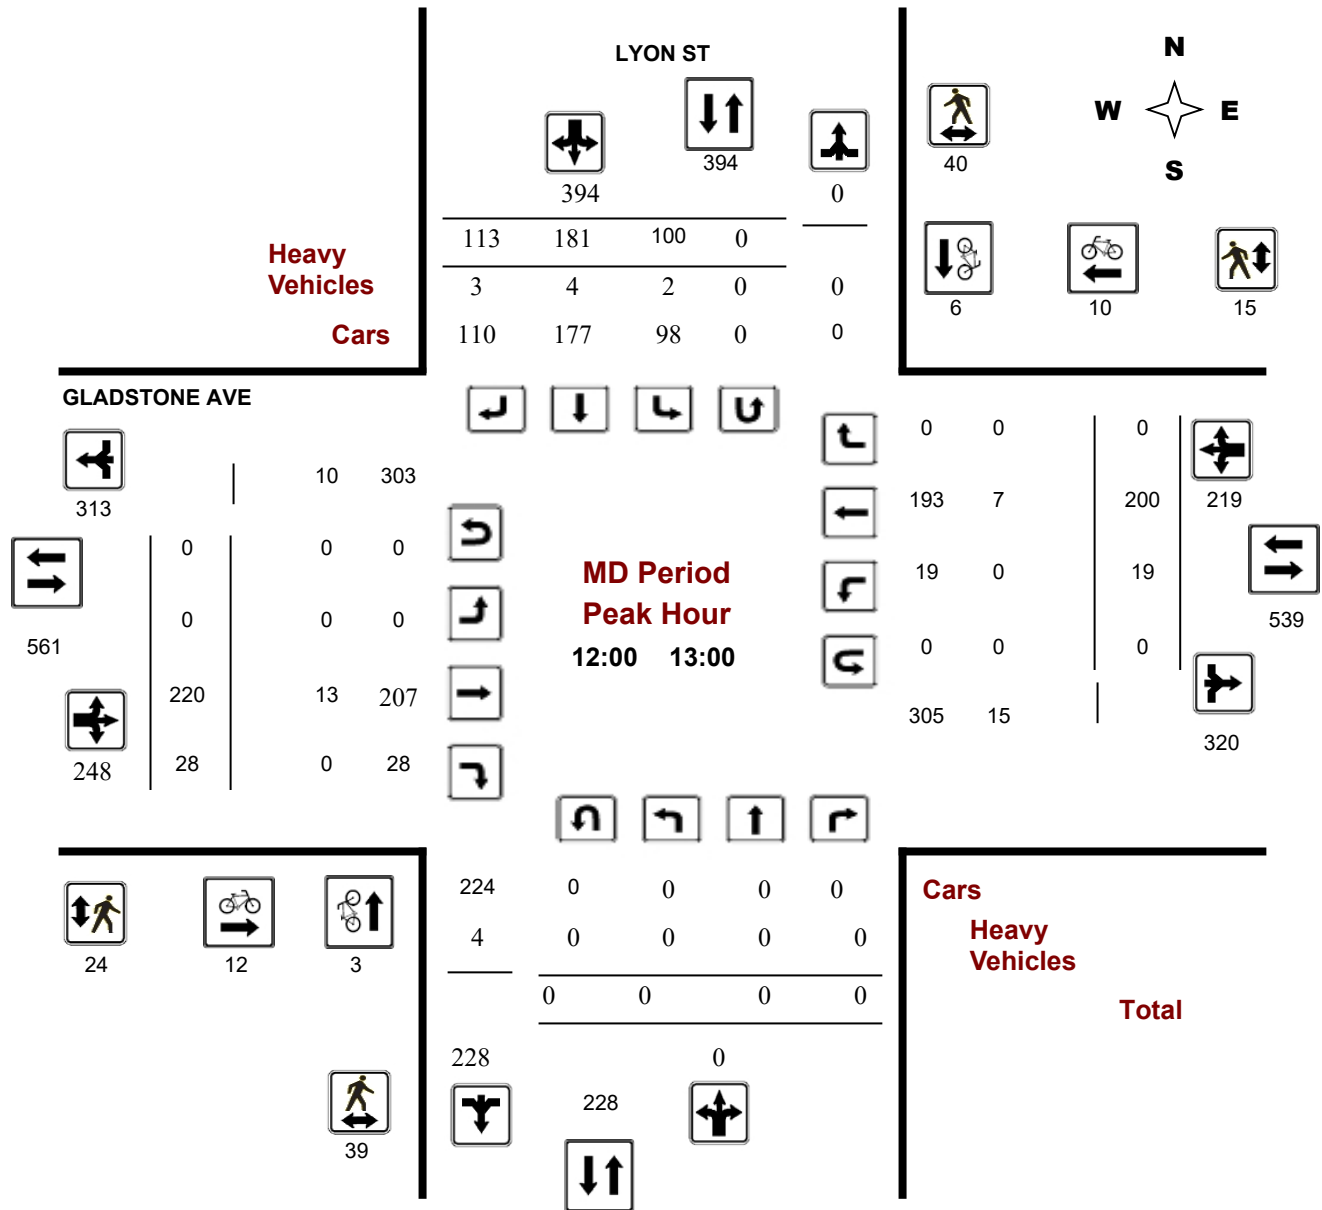 LYON ST
N
W E
S
394
394
40
0
113 181 100 0
Heavy
Vehicles
3 4 2 0 0
6 10 15
Cars
110 177 98 0 0
GLADSTONE AVE
0 0 0
10 303
313
193 7 200 219
0 0 0
MD Period
Peak Hour
12:00 13:00
19 0 19
0 0 0
539
561
0 0 0
220 13 207
305 15
320
248 28 0 28
224 0 0 0 0
Cars
4 0 0 0 0
Heavy
Vehicles
24 12 3
0 0 0 0
Total
228 0
228
39